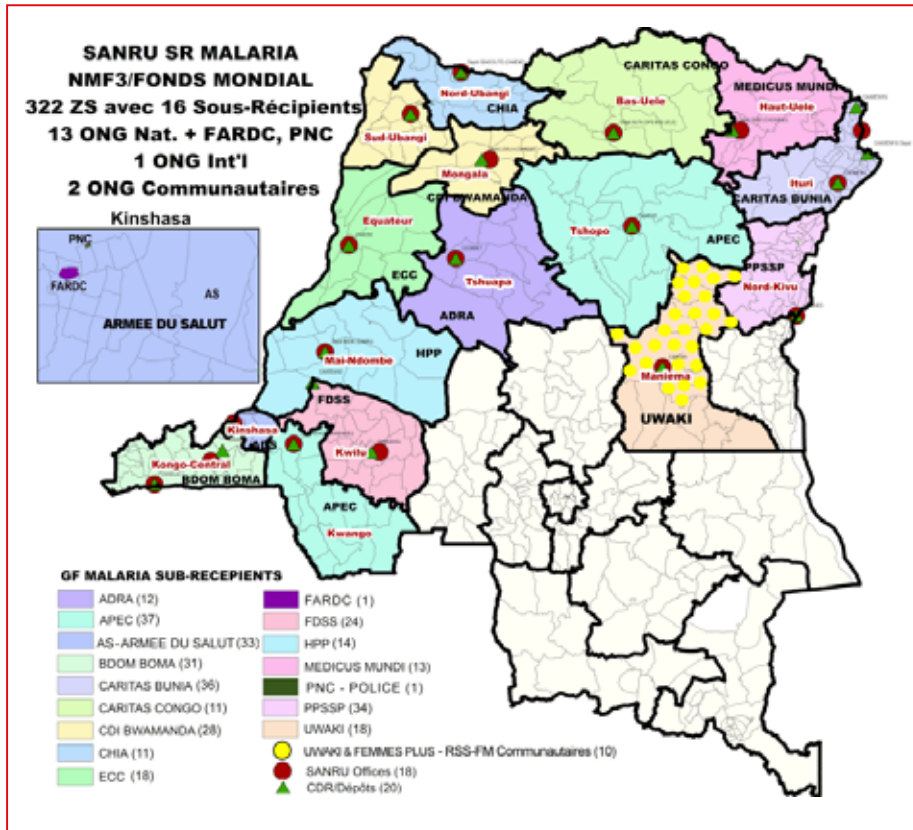 SANRU SR MALARIA
NMF3/FONDS MONDIAL
322 ZS avec 16 Sous-Récipients
13 ONG Nat. + FARDC, PNC
1 ONG Int'l
2 ONG Communautaires
Kinshasa
PNC
FARDC
AS
ARMEE DU SALUT
Nord-Ubangi
CHIA
Sud-Ubangi
Mongala
CDI BWAMANDA
CARITAS CONGO
Bas-Uele
MEDICUS MUNDI
Haut-Uele
Ituri
CARITAS BUNIA
Equateur
ECC
Tshuapa
ADRA
Tshopo
APEC
PPSSP
Nord-Kivu
Maniema
UWAKI
Mai-Ndombe
HPP
FDSS
Kwilu
Kinshasa
Kongo-Central
BDOM BOMA
APEC
Kwango
GF MALARIA SUB-RECEPIENTS
ADRA (12)
APEC (37)
AS-ARMEE DU SALUT (33)
BDOM BOMA (31)
CARITAS BUNIA (36)
CARITAS CONGO (11)
CDI BWAMANDA (28)
CHIA (11)
ECC (18)
FARDC (1)
FDSS (24)
HPP (14)
MEDICUS MUNDI (13)
PNC - POLICE (1)
PPSSP (34)
UWAKI (18)
UWAKI & FEMMES PLUS - RSS-FM Communautaires (10)
SANRU Offices (18)
CDR/Dépôts (20)